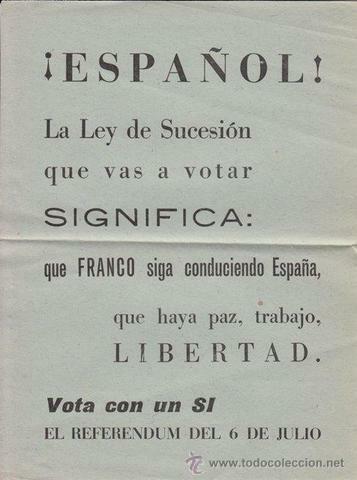 ¡ESPAÑOL!
La Ley de Sucesión
que vas a votar
SIGNIFICA:
que FRANCO siga conduciendo España,
que haya paz, trabajo,
LIBERTAD.
Vota con un SI
EL REFERENDUM DEL 6 DE JULIO
www.todocoleccion.net